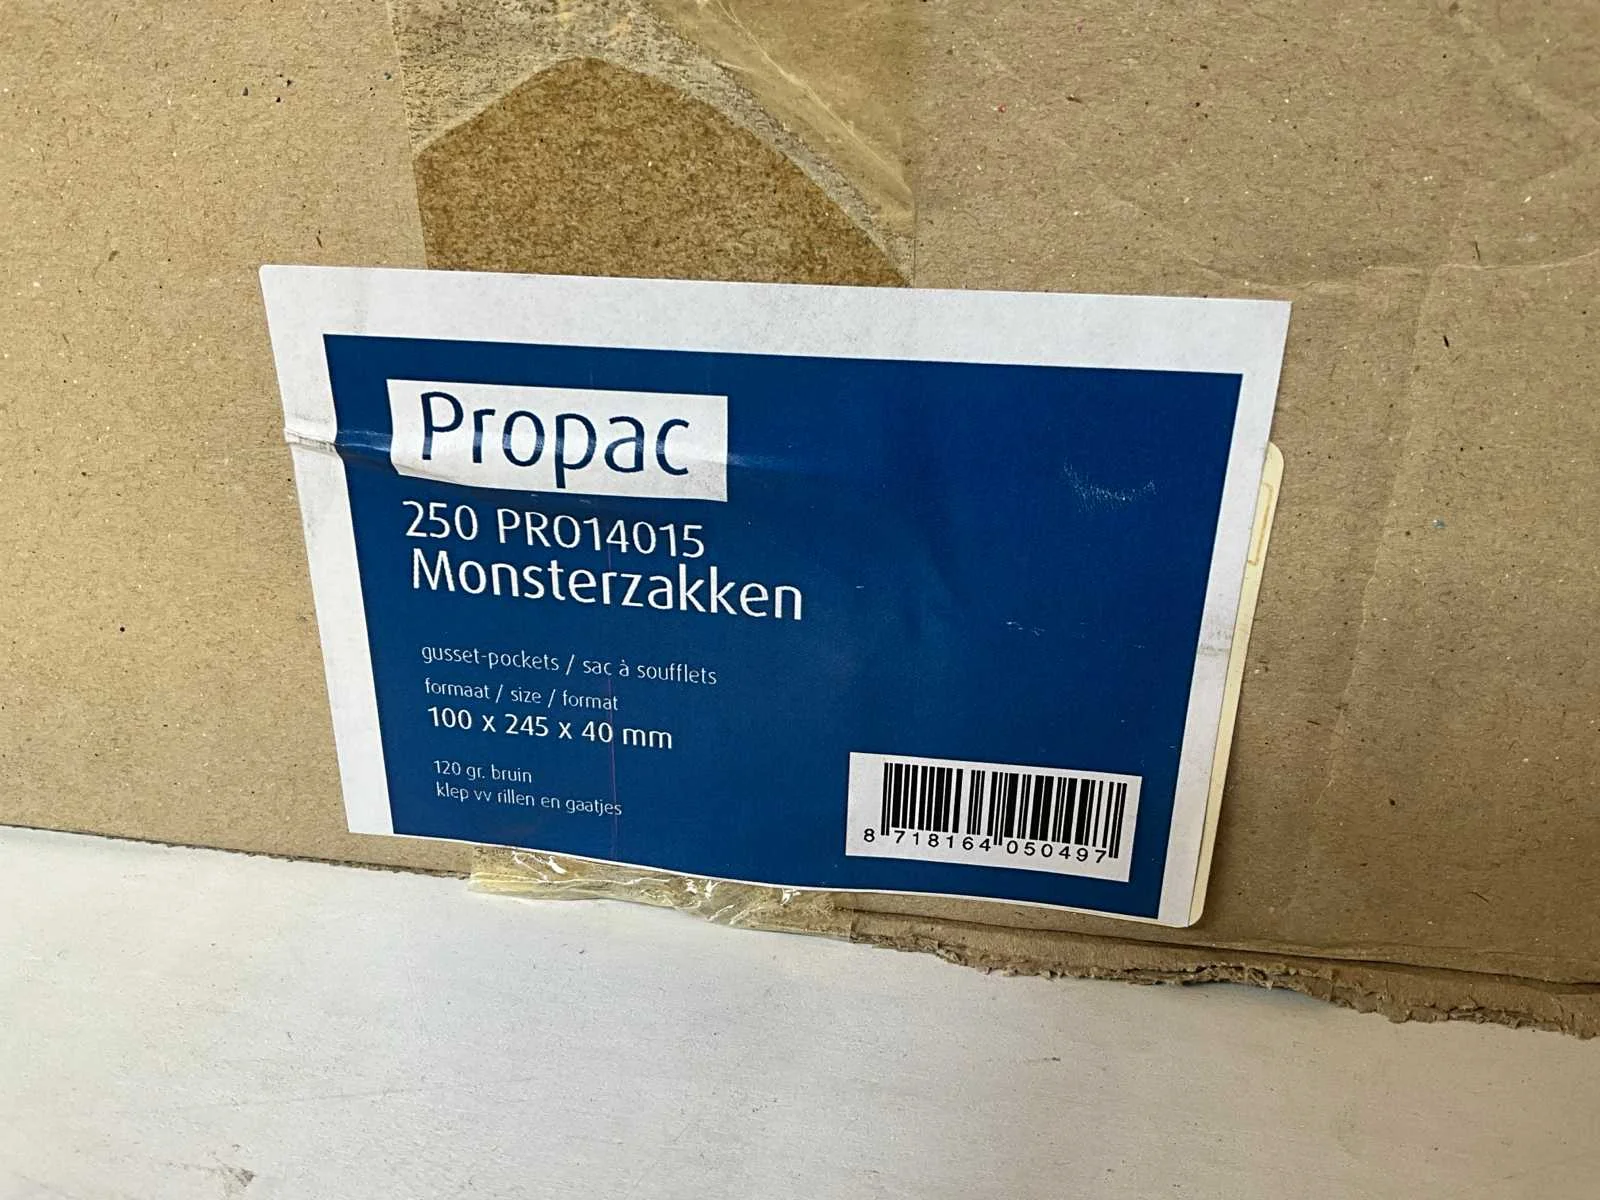 Propac
250 PRO14015
Monsterzakken
gusset-pockets / sac à soufflets
formaat / size / format
100 x 245 x 40 mm
120 gr. bruin
klep vv rillen en gaatjes
8 718164 050497